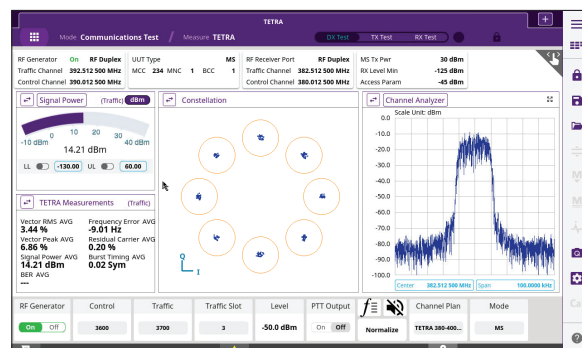 TETRA
Mode Communications Test / Measure TETRA DX Test TX Test RX Test
RF Generator On RF Duplex
Traffic Channel 392.512 500 MHz
Control Channel 390.012 500 MHz
UUT Type MS
MCC 234 MNC 1 BCC 1
RF Receiver Port RF Duplex
Traffic Channel 382.512 500 MHz
Control Channel 380.012 500 MHz
MS Tx Pwr 30 dBm
RX Level Min -125 dBm
Access Param -45 dBm
Signal Power (Traffic) dBm
0 10 20 30
-10 dBm 40 dBm
14.21 dBm
LL -130.00 UL 60.00
TETRA Measurements (Traffic)
Vector RMS AVG Frequency Error AVG
3.44 % -9.01 Hz
Vector Peak AVG Residual Carrier AVG
6.86 % 0.20 %
Signal Power AVG Burst Timing AVG
14.21 dBm 0.02 Sym
BER AVG
---
Constellation
Q
I
Channel Analyzer
Scale Unit: dBm
0.0
-10.0
-20.0
-30.0
-40.0
-50.0
-60.0
-70.0
-80.0
-90.0
-100.0
Center 382.512 500 MHz Span 100.0000 kHz
RF Generator Control Traffic Traffic Slot Level PTT Output Channel Plan Mode
On Off 3600 3700 3 -50.0 dBm On Off Normalize TETRA 380-400... MS
M
M
Ca